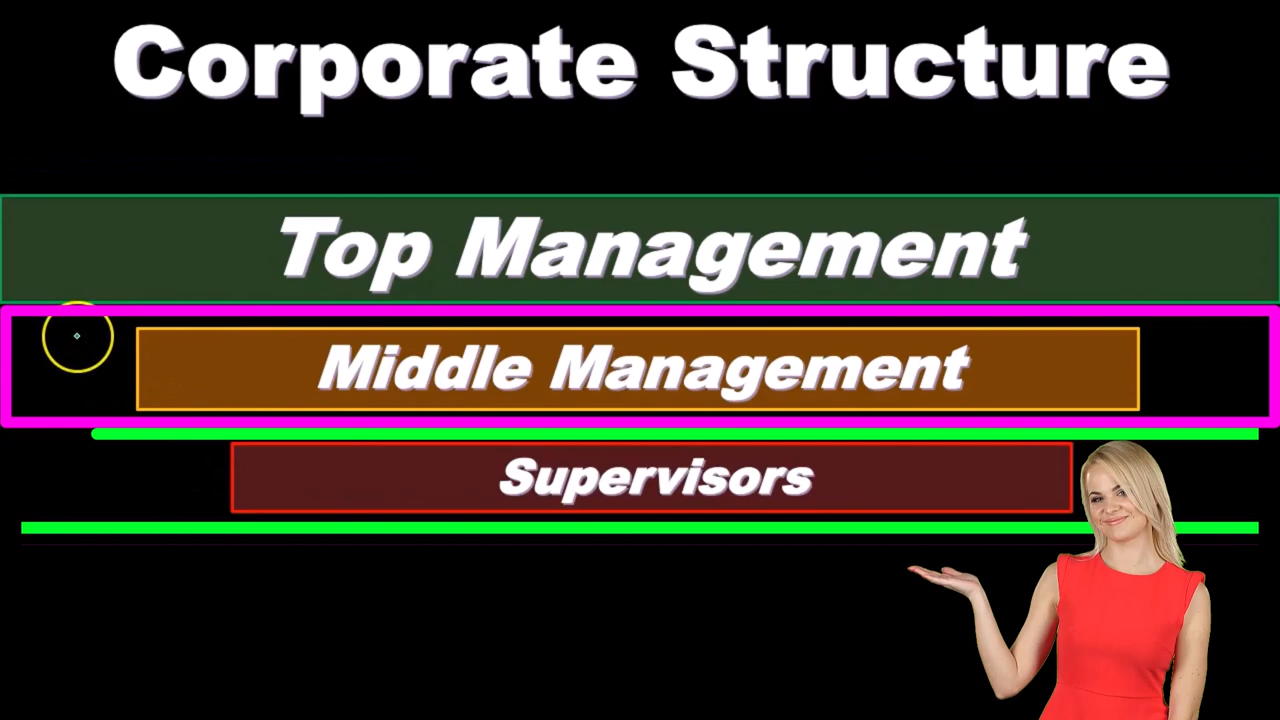 Corporate Structure
Top Management
Middle Management
Supervisors